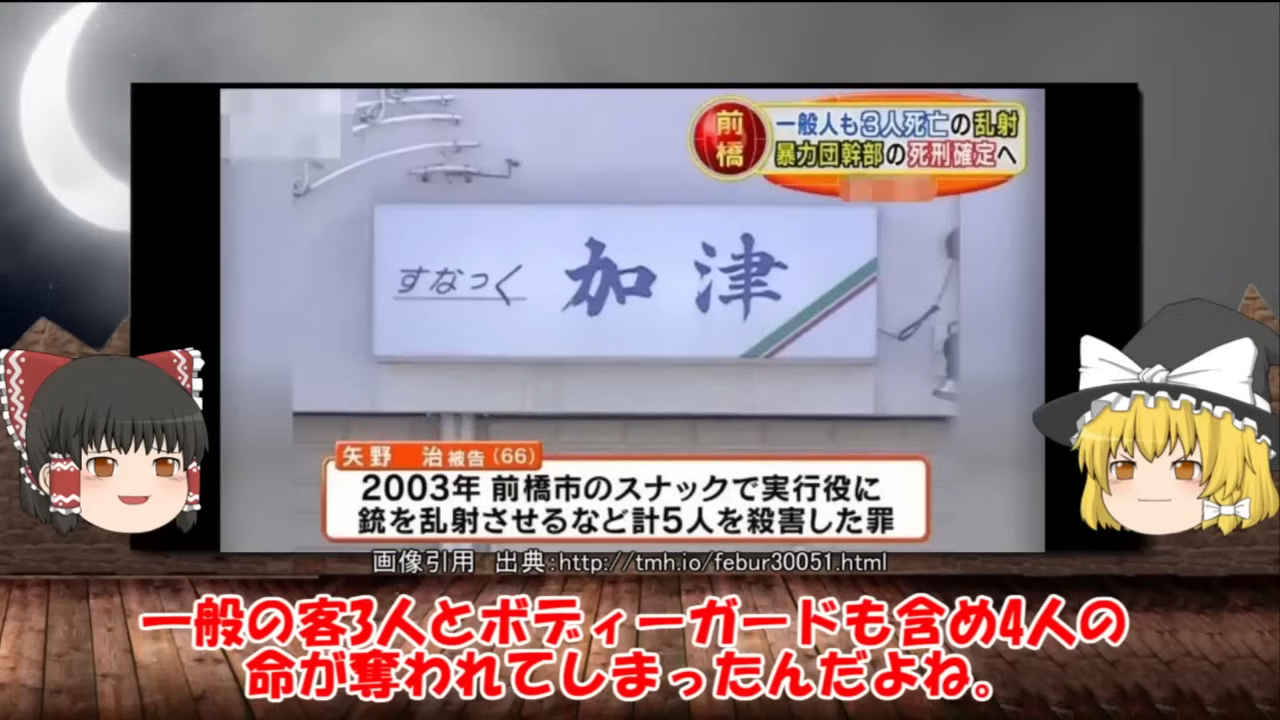 前橋
一般人も3人死亡の乱射
暴力団幹部の死刑確定へ
すなっく 加津
矢野 治被告(66)
2003年 前橋市のスナックで実行役に
銃を乱射させるなど計5人を殺害した罪
画像引用 出典:http://tmh.io/febur30051.html
一般の客3人とボディーガードも含め4人の
命が奪われてしまったんだよね。